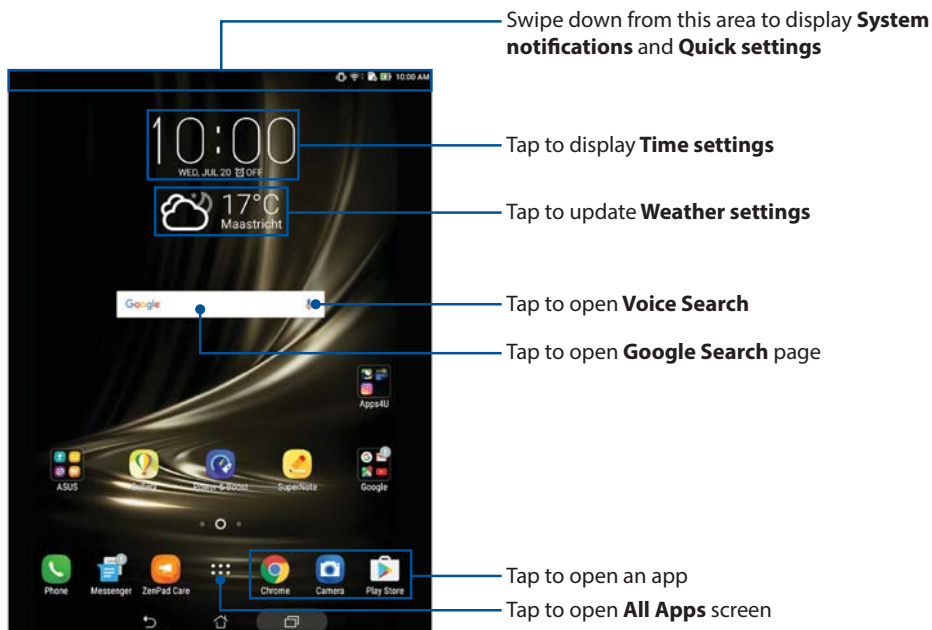 Swipe down from this area to display System
notifications and Quick settings
10:00 AM
10:00
WED, JUL 20 OFF
Tap to display Time settings
17°C
Maastricht
Tap to update Weather settings
Google
Tap to open Voice Search
Tap to open Google Search page
Apps4U
ASUS Gallery Power & Boost SuperNote Google
Phone Messenger ZenPad Care Chrome Camera Play Store
Tap to open an app
Tap to open All Apps screen